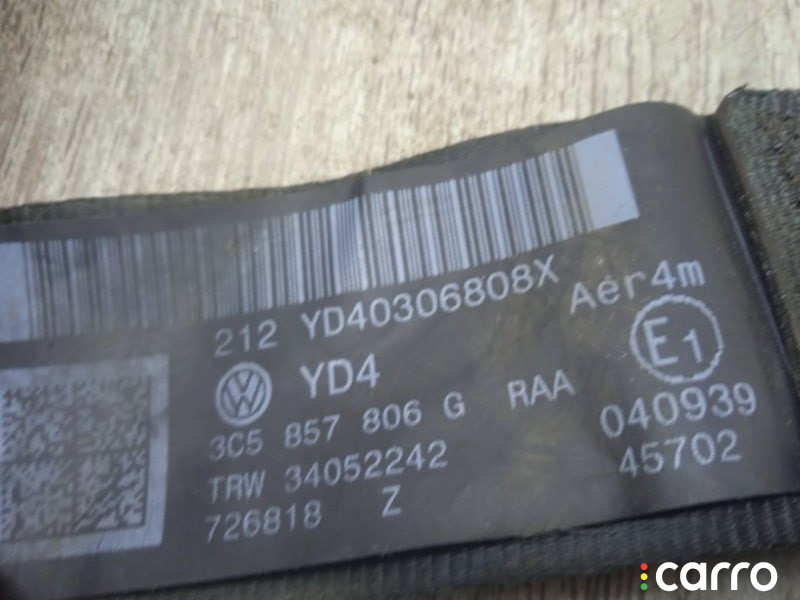 212 YD40306808X Aer4m
YD4 E1
3C5 857 806 G RAA 040939
TRW 34052242 45702
726818 Z
carro